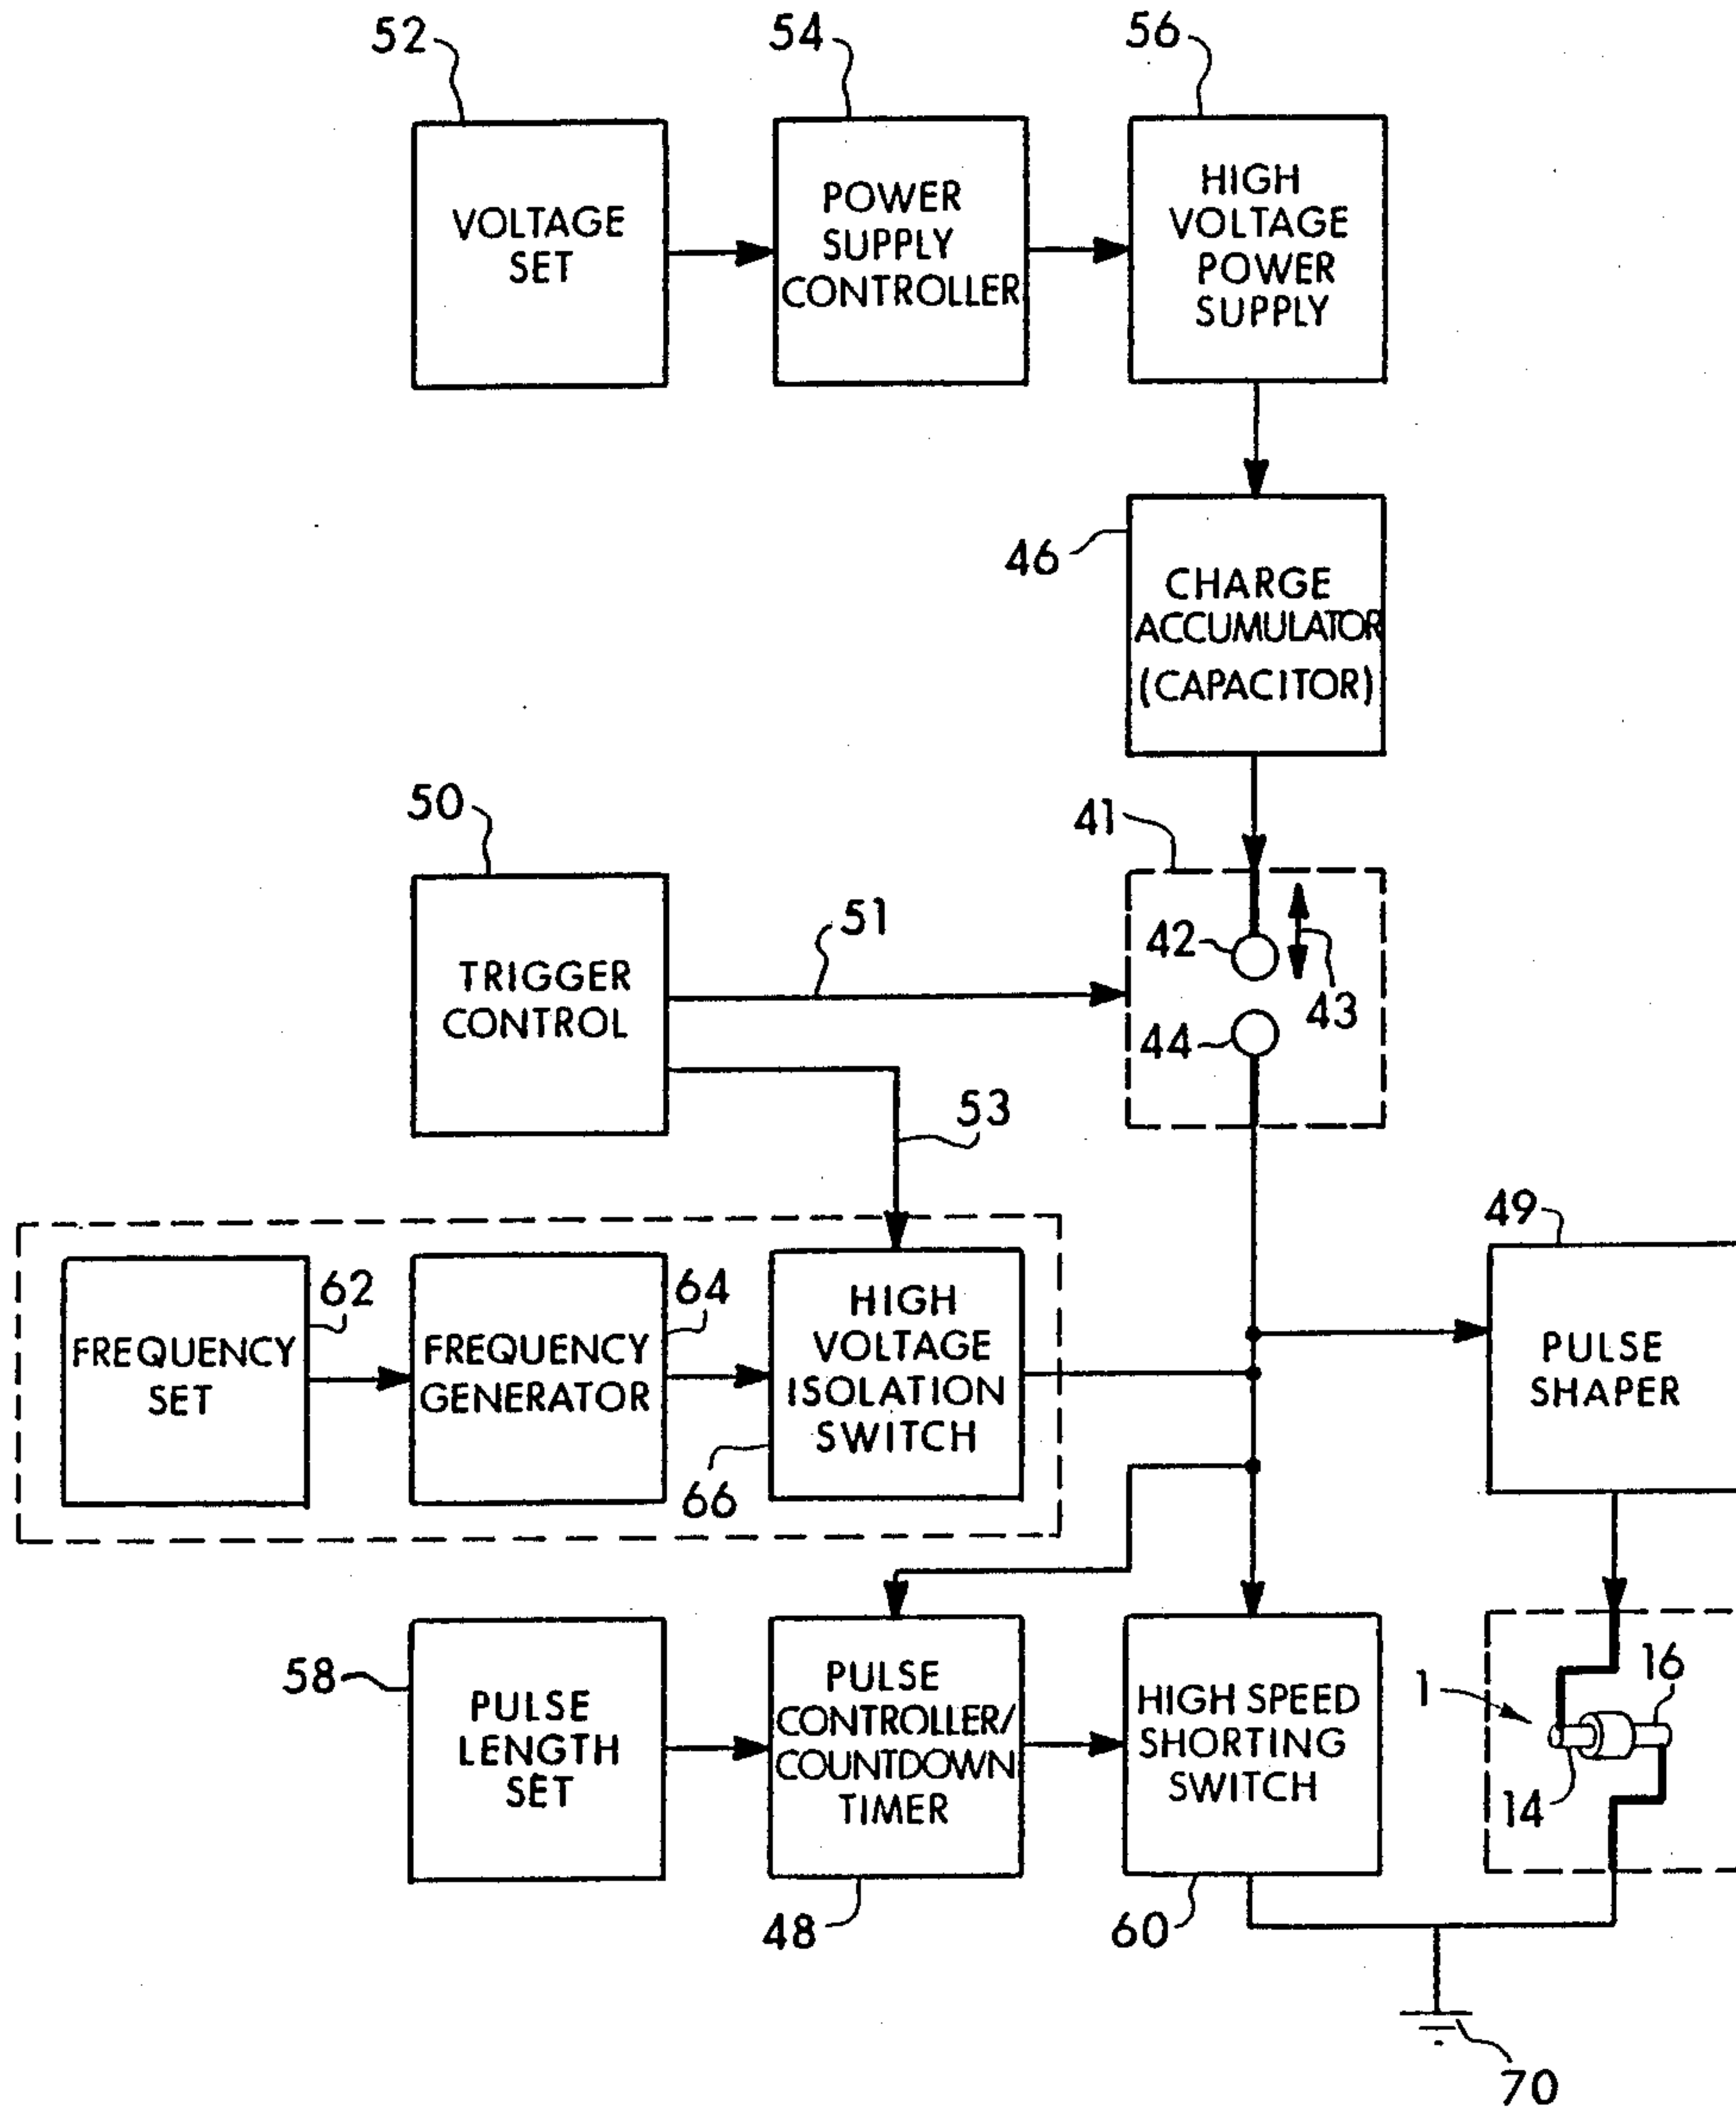 52
54
56
VOLTAGE
SET
POWER
SUPPLY
CONTROLLER
HIGH
VOLTAGE
POWER
SUPPLY
46
CHARGE
ACCUMULATOR
(CAPACITOR)
50
41
51
42
43
44
TRIGGER
CONTROL
53
49
62
64
FREQUENCY
SET
FREQUENCY
GENERATOR
HIGH
VOLTAGE
ISOLATION
SWITCH
66
PULSE
SHAPER
58
PULSE
LENGTH
SET
PULSE
CONTROLLER/
COUNTDOWN
TIMER
48
HIGH SPEED
SHORTING
SWITCH
60
1
16
14
70